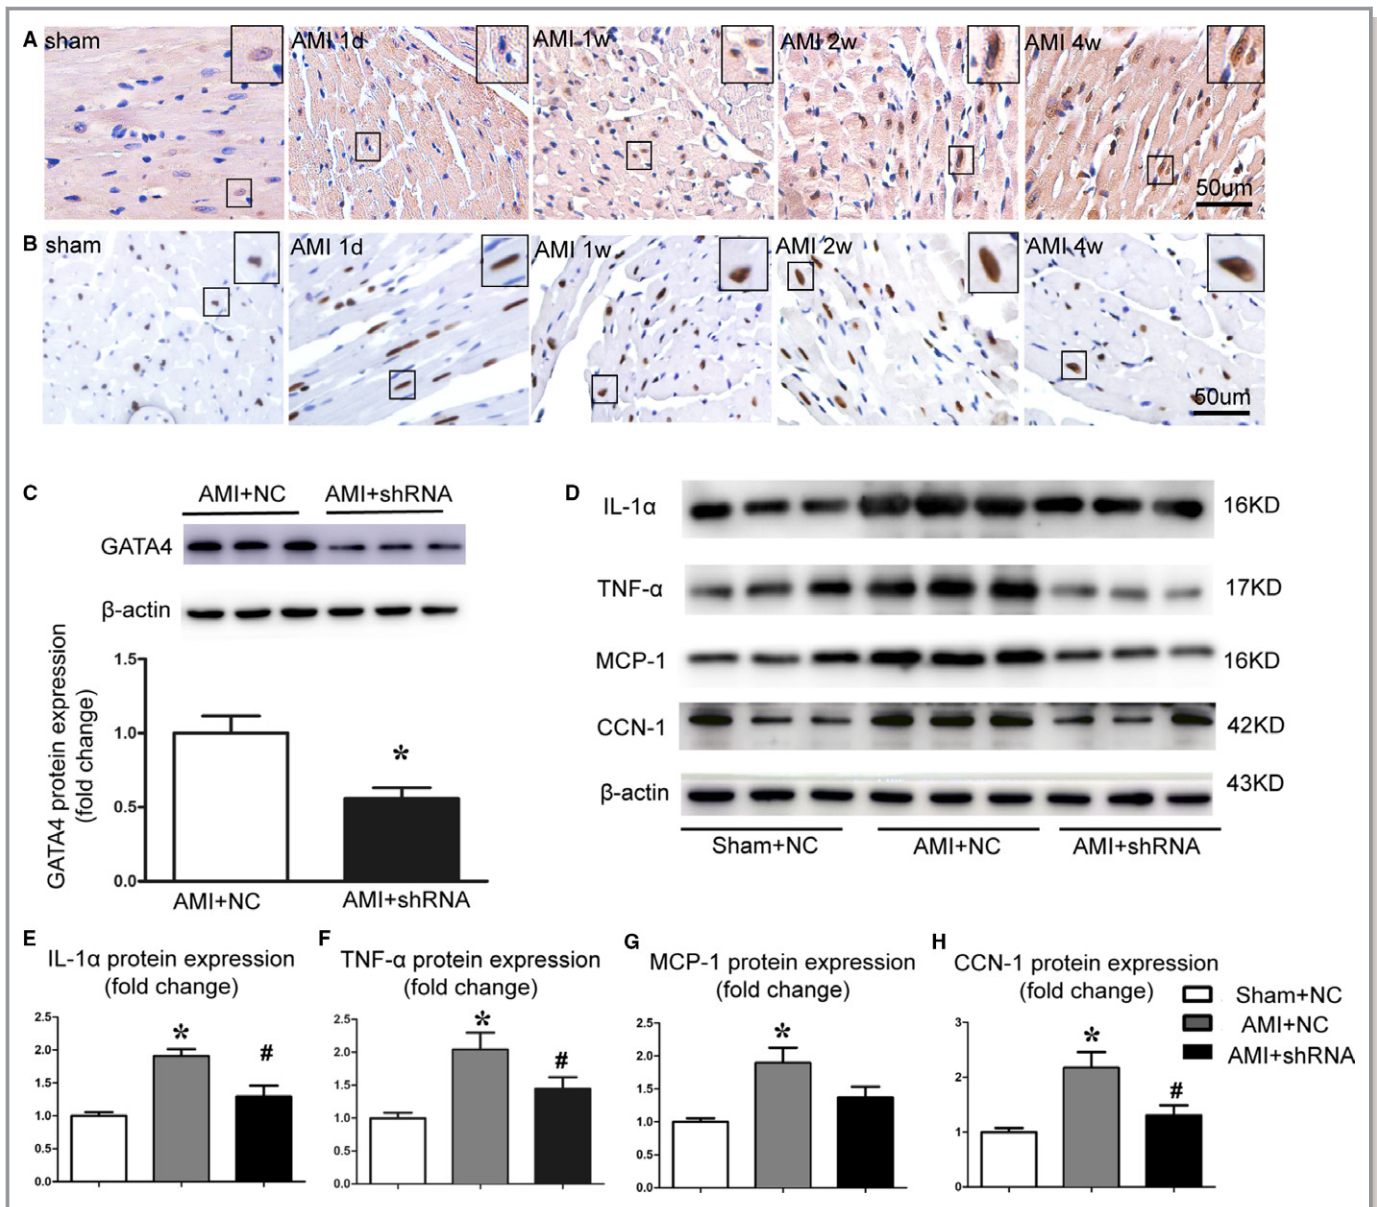 A sham AMI 1d AMI 1w AMI 2w AMI 4w
50um
B sham AMI 1d AMI 1w AMI 2w AMI 4w
50um
C AMI+NC AMI+shRNA
GATA4
β-actin
GATA4 protein expression
(fold change)
1.5
1.0
0.5
0.0
*
AMI+NC AMI+shRNA
D IL-1α 16KD
TNF-α 17KD
MCP-1 16KD
CCN-1 42KD
β-actin 43KD
Sham+NC AMI+NC AMI+shRNA
E
IL-1α protein expression
(fold change)
2.5
2.0
1.5
1.0
0.5
0.0
* #
F
TNF-α protein expression
(fold change)
2.5
2.0
1.5
1.0
0.5
0.0
* #
G
MCP-1 protein expression
(fold change)
2.5
2.0
1.5
1.0
0.5
0.0
*
H
CCN-1 protein expression
(fold change)
3
2
1
0
* #
Sham+NC
AMI+NC
AMI+shRNA